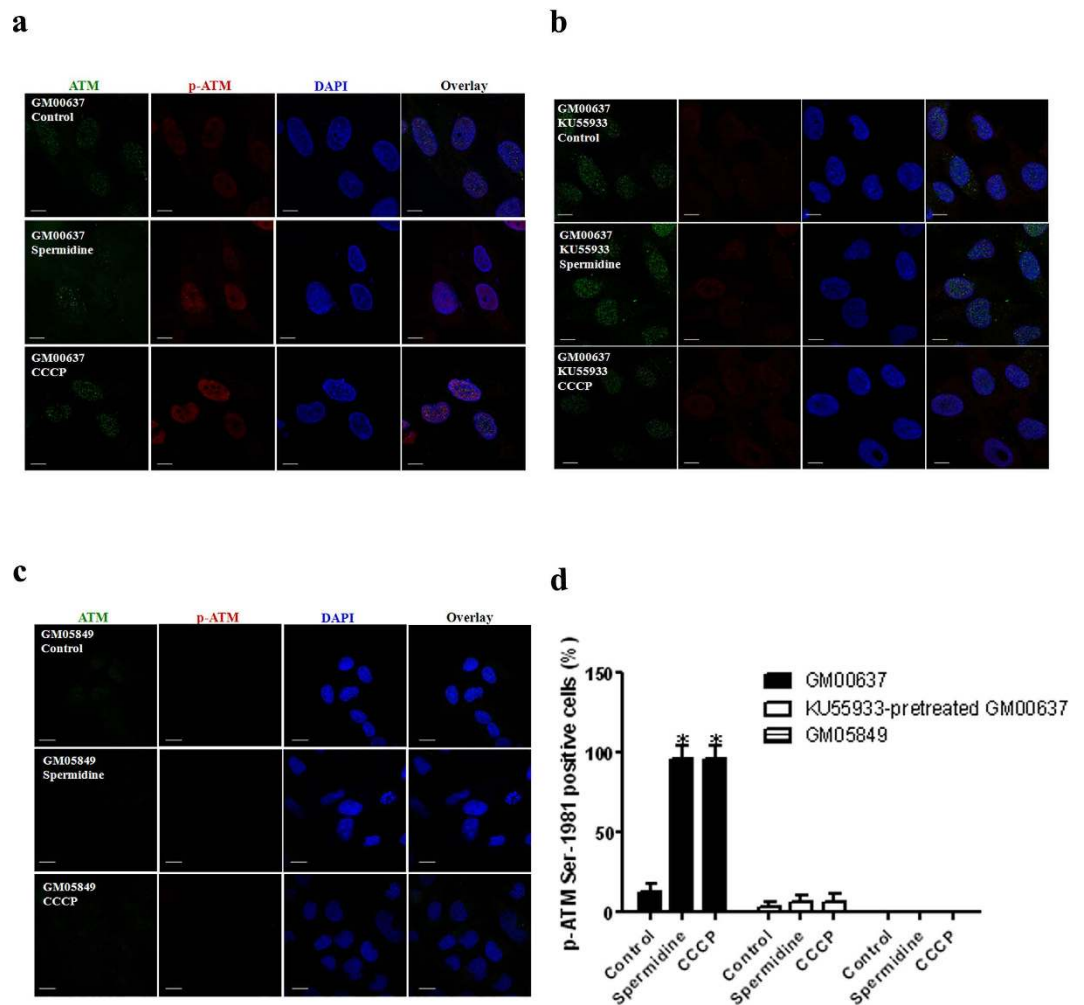 a
ATM p-ATM DAPI Overlay
GM00637
Control
GM00637
Spermidine
GM00637
CCCP
b
GM00637
KU55933
Control
GM00637
KU55933
Spermidine
GM00637
KU55933
CCCP
c
ATM p-ATM DAPI Overlay
GM05849
Control
GM05849
Spermidine
GM05849
CCCP
d
p-ATM Ser-1981 positive cells (%)
150
100
50
0
* *
GM00637
KU55933-pretreated GM00637
GM05849
Control Spermidine CCCP Control Spermidine CCCP Control Spermidine CCCP